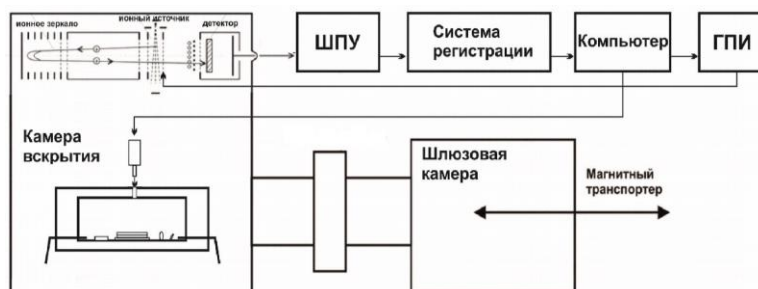 ионное зеркало
ионный источник
детектор
ШПУ
Система
регистрации
Компьютер
ГПИ
Камера
вскрытия
Шлюзовая
камера
Магнитный
транспортер